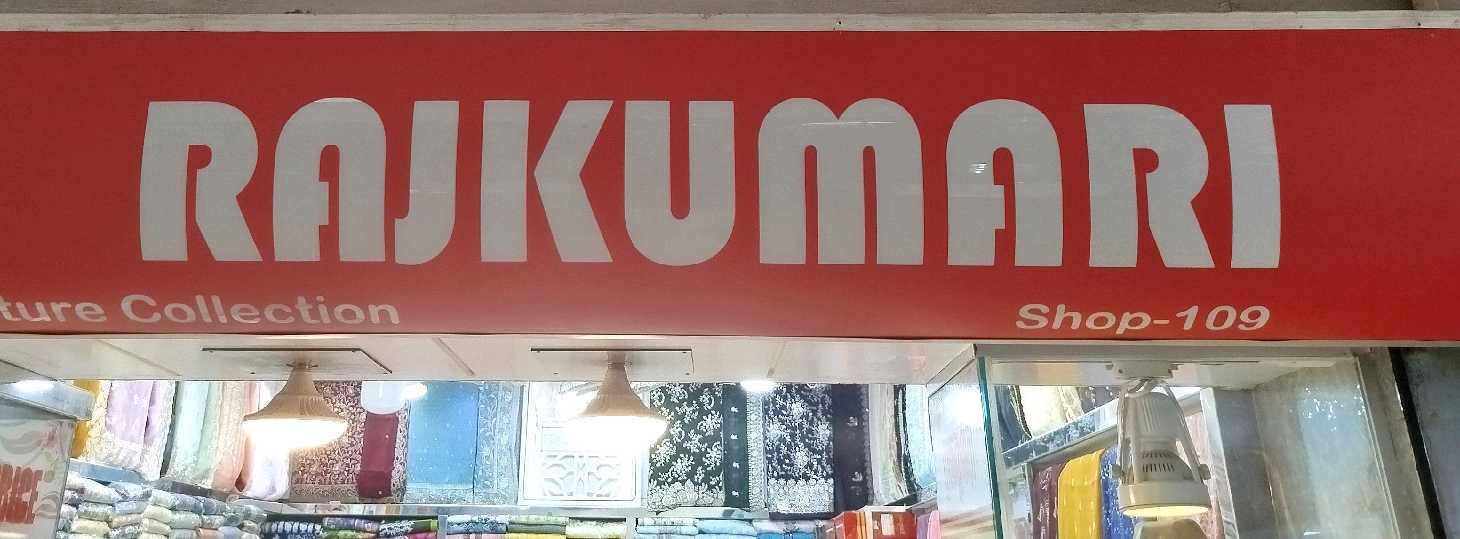 RAJKUMARI
ture Collection
Shop-109